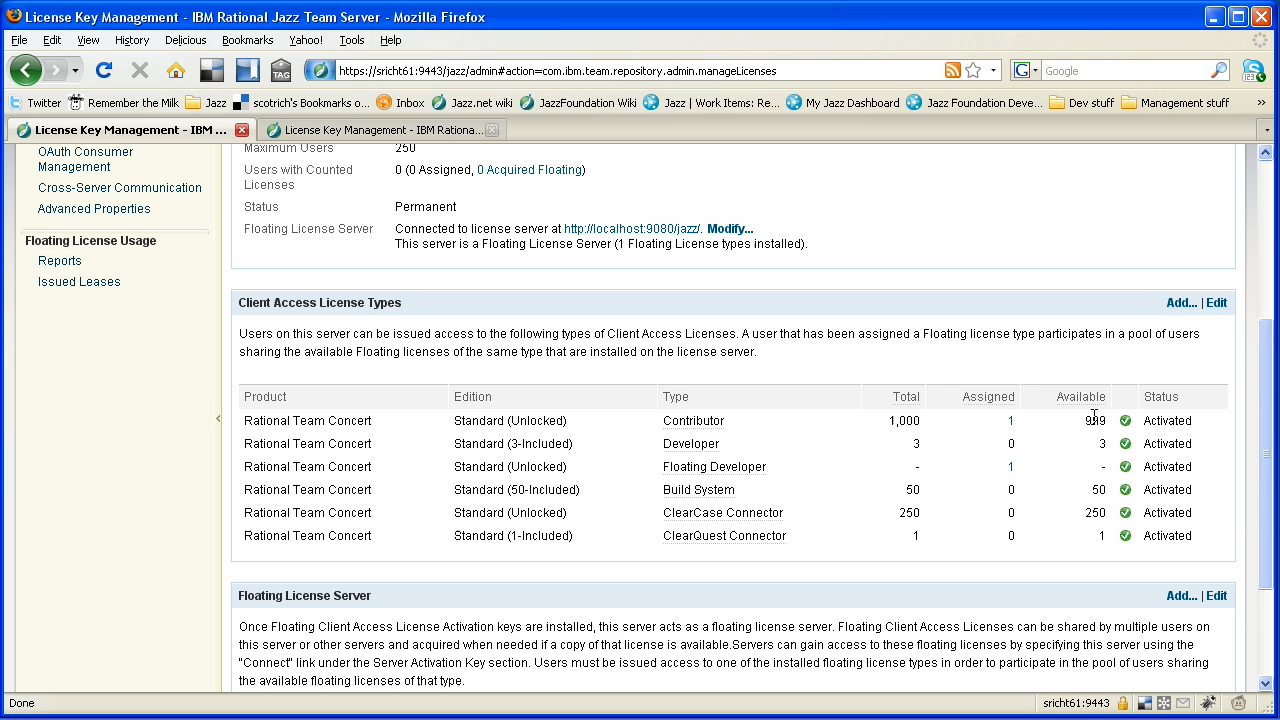 License Key Management - IBM Rational Jazz Team Server - Mozilla Firefox
File Edit View History Delicious Bookmarks Yahoo! Tools Help
https://sricht61:9443/jazz/admin#action=com.ibm.team.repository.admin.manageLicenses
Google
TAG
Twitter Remember the Milk Jazz scotrich's Bookmarks o... Inbox Jazz.net wiki JazzFoundation Wiki Jazz | Work Items: Re... My Jazz Dashboard Jazz Foundation Deve... Dev stuff Management stuff »
License Key Management - IBM ... License Key Management - IBM Rationa...
OAuth Consumer
Management
Cross-Server Communication
Advanced Properties
Floating License Usage
Reports
Issued Leases
Maximum Users 250
Users with Counted Licenses 0 (0 Assigned, 0 Acquired Floating)
Status Permanent
Floating License Server Connected to license server at http://localhost:9080/jazz/. Modify...
This server is a Floating License Server (1 Floating License types installed).
Client Access License Types Add... | Edit
Users on this server can be issued access to the following types of Client Access Licenses. A user that has been assigned a Floating license type participates in a pool of users
sharing the available Floating licenses of the same type that are installed on the license server.
Product Edition Type Total Assigned Available Status
Rational Team Concert Standard (Unlocked) Contributor 1,000 1 999 Activated
Rational Team Concert Standard (3-Included) Developer 3 0 3 Activated
Rational Team Concert Standard (Unlocked) Floating Developer - 1 - Activated
Rational Team Concert Standard (50-Included) Build System 50 0 50 Activated
Rational Team Concert Standard (Unlocked) ClearCase Connector 250 0 250 Activated
Rational Team Concert Standard (1-Included) ClearQuest Connector 1 0 1 Activated
Floating License Server Add... | Edit
Once Floating Client Access License Activation keys are installed, this server acts as a floating license server. Floating Client Access Licenses can be shared by multiple users on
this server or other servers and acquired when needed if a copy of that license is available.Servers can gain access to these floating licenses by specifying this server using the
"Connect" link under the Server Activation Key section. Users must be issued access to one of the installed floating license types in order to participate in the pool of users sharing
the available floating licenses of that type.
Done sricht61:9443